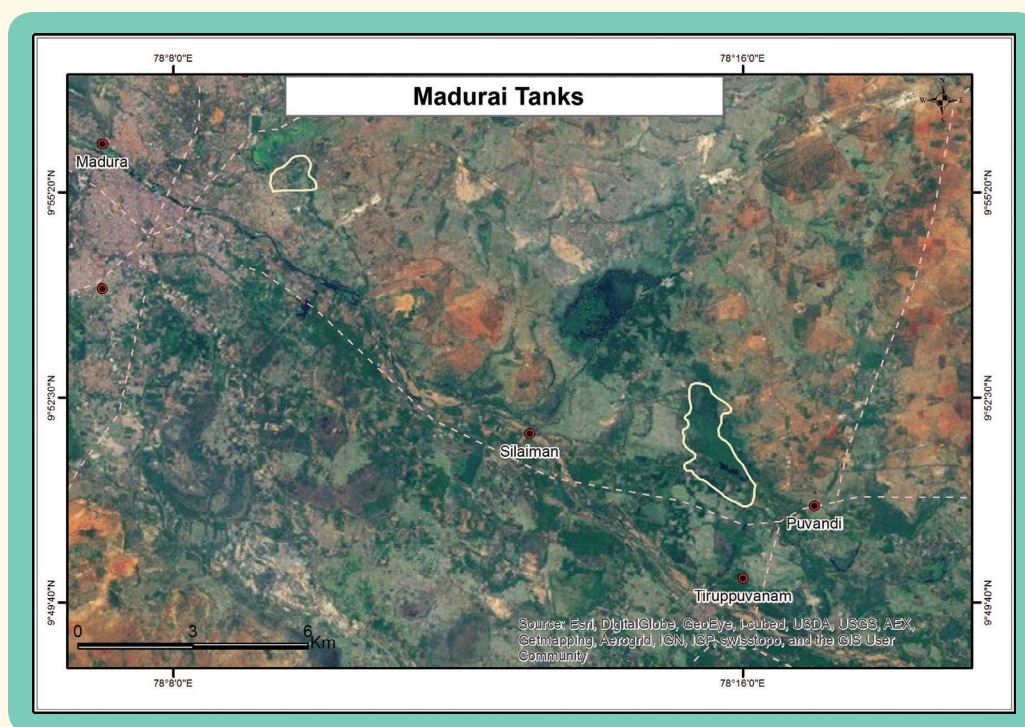 78°8'0"E
78°16'0"E
Madurai Tanks
W
E
S
Madura
9°55'20"N
9°55'20"N
9°52'30"N
9°52'30"N
Silaiman
Puvandi
Tiruppuvanam
9°49'40"N
9°49'40"N
0 3 6
Km
Source: Esri, DigitalGlobe, GeoEye, i-cubed, USDA, USGS, AEX,
Getmapping, Aerogrid, IGN, IGP, swisstopo, and the GIS User
Community
78°8'0"E
78°16'0"E